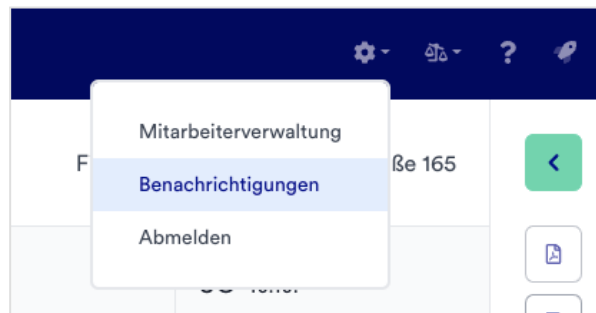 ?
Mitarbeiterverwaltung
F
ße 165
Benachrichtigungen
Abmelden